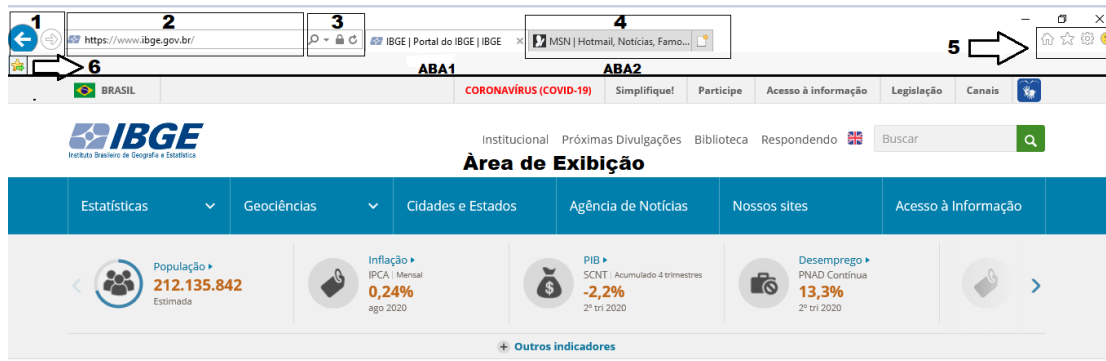 1 2 3 4
https://www.ibge.gov.br/ IBGE | Portal do IBGE | IBGE × MSN | Hotmail, Notícias, Famo...
5
6 ABA1 ABA2
BRASIL CORONAVÍRUS (COVID-19) Simplifique! Participe Acesso à informação Legislação Canais
IBGE
Instituto Brasileiro de Geografia e Estatística
Institucional Próximas Divulgações Biblioteca Respondendo Buscar
Àrea de Exibição
Estatísticas Geociências Cidades e Estados Agência de Notícias Nossos sites Acesso à Informação
População Inflação PIB Desemprego
212.135.842 IPCA | Mensal SCNT | Acumulado 4 trimestres PNAD Contínua
Estimada 0,24% -2,2% 13,3%
ago 2020 2º tri 2020 2º tri 2020
+ Outros indicadores